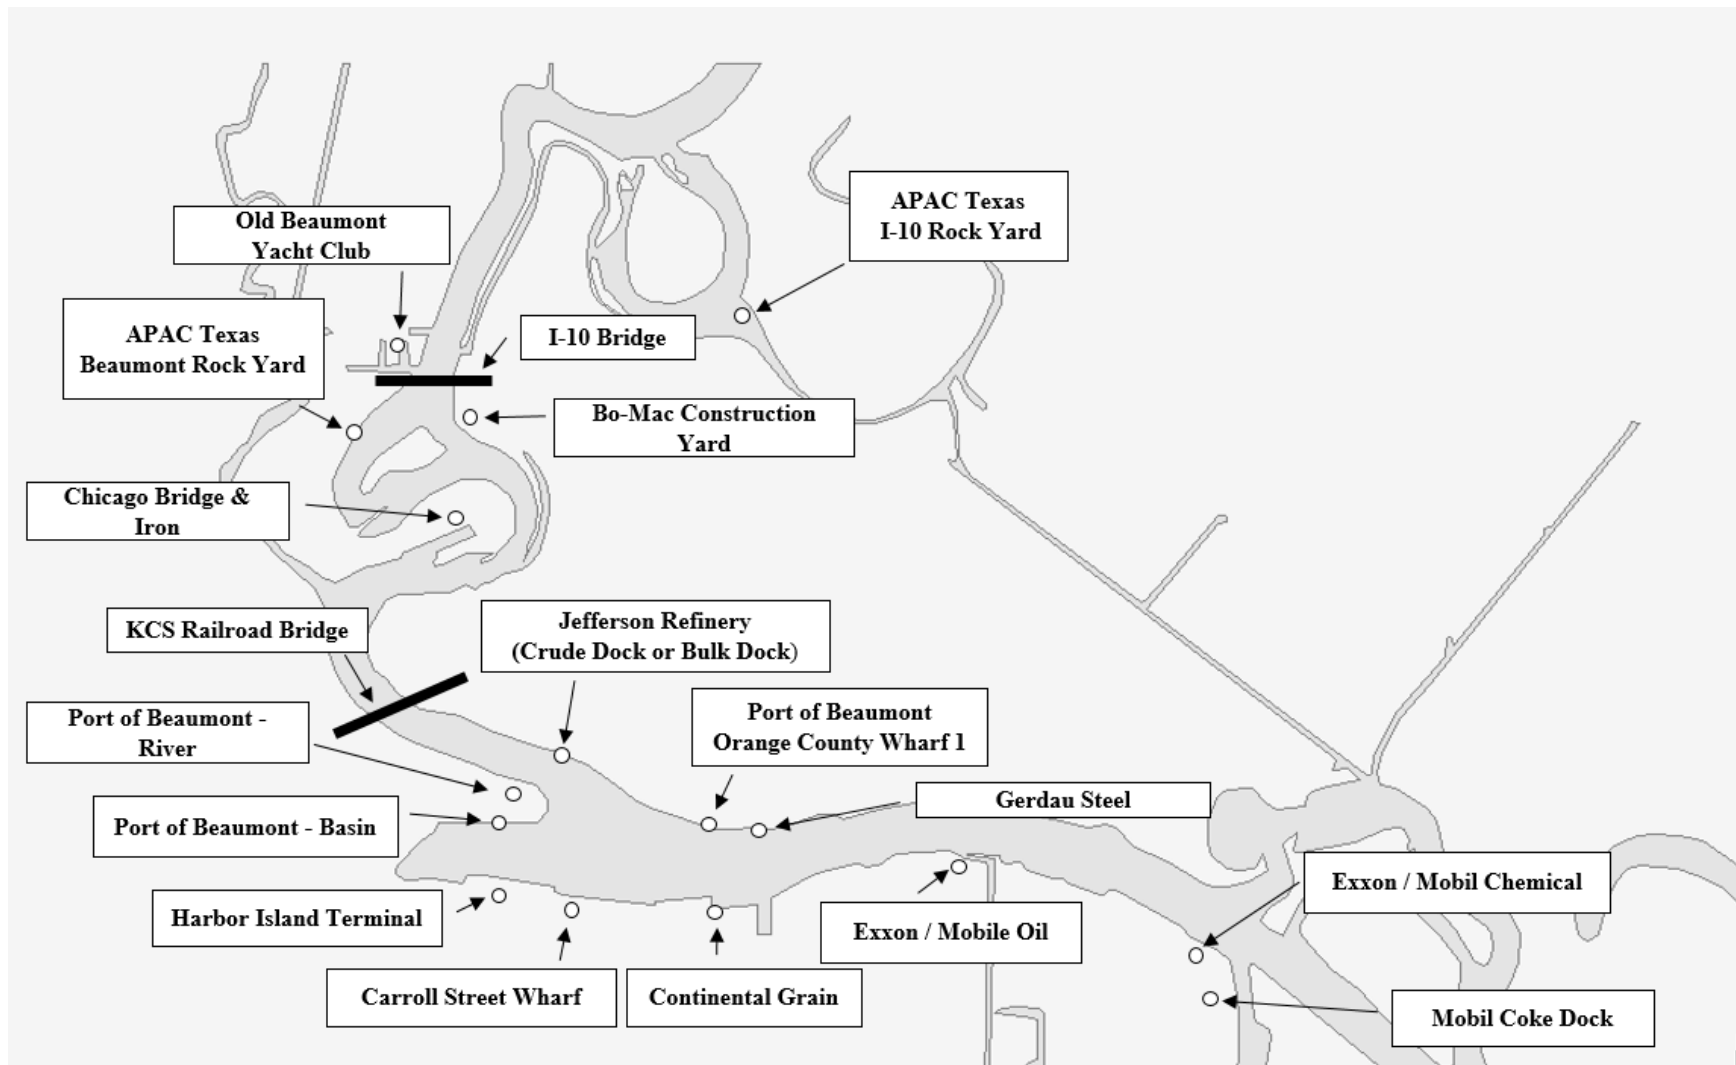 APAC Texas
I-10 Rock Yard
Old Beaumont
Yacht Club
APAC Texas
Beaumont Rock Yard
I-10 Bridge
Bo-Mac Construction
Yard
Chicago Bridge &
Iron
KCS Railroad Bridge
Jefferson Refinery
(Crude Dock or Bulk Dock)
Port of Beaumont -
River
Port of Beaumont
Orange County Wharf 1
Gerdau Steel
Port of Beaumont - Basin
Exxon / Mobil Chemical
Harbor Island Terminal
Exxon / Mobile Oil
Carroll Street Wharf
Continental Grain
Mobil Coke Dock